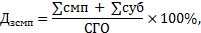 Дзсмп = (∑смп + ∑суб) / СГО × 100%,